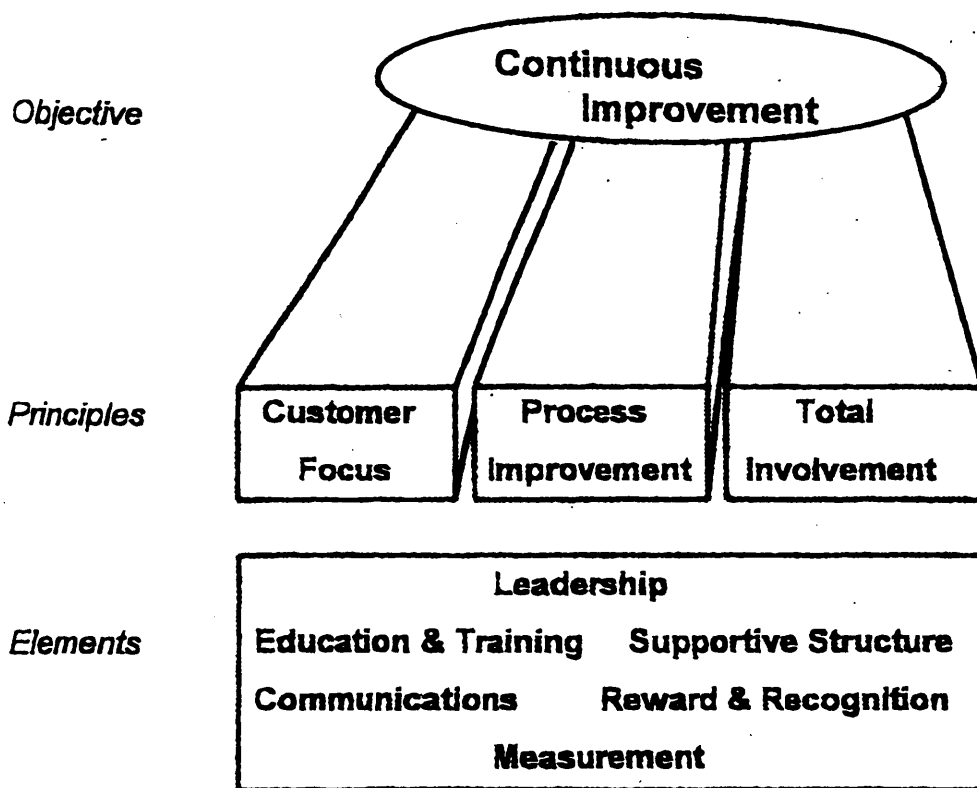 Objective
Continuous
Improvement
Principles
Customer
Focus
Process
Improvement
Total
Involvement
Elements
Leadership
Education & Training Supportive Structure
Communications Reward & Recognition
Measurement